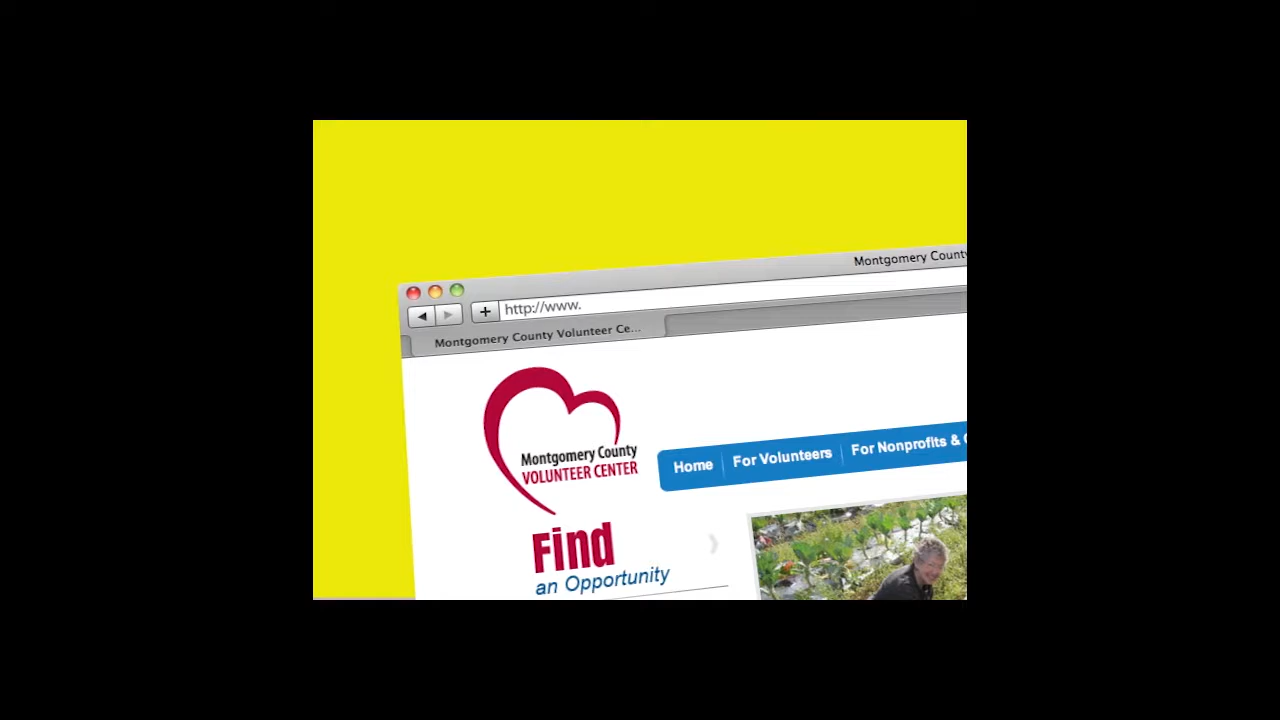 Montgomery County
http://www.
Montgomery County Volunteer Ce...
Montgomery County
VOLUNTEER CENTER
Home
For Volunteers
For Nonprofits &
Find
an Opportunity